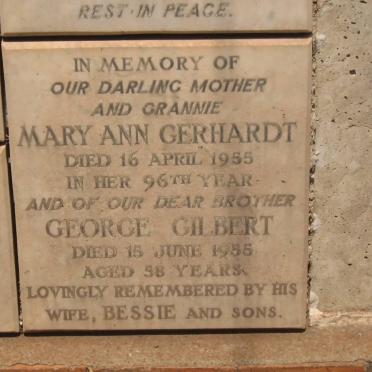 REST · IN PEACE.
IN MEMORY OF
OUR DARLING MOTHER
AND GRANNIE
MARY ANN GERHARDT
DIED 16 APRIL 1955
IN HER 96TH YEAR
AND OF OUR DEAR BROTHER
GEORGE GILBERT
DIED 15 JUNE 1955
AGED 58 YEARS.
LOVINGLY REMEMBERED BY HIS
WIFE, BESSIE AND SONS.